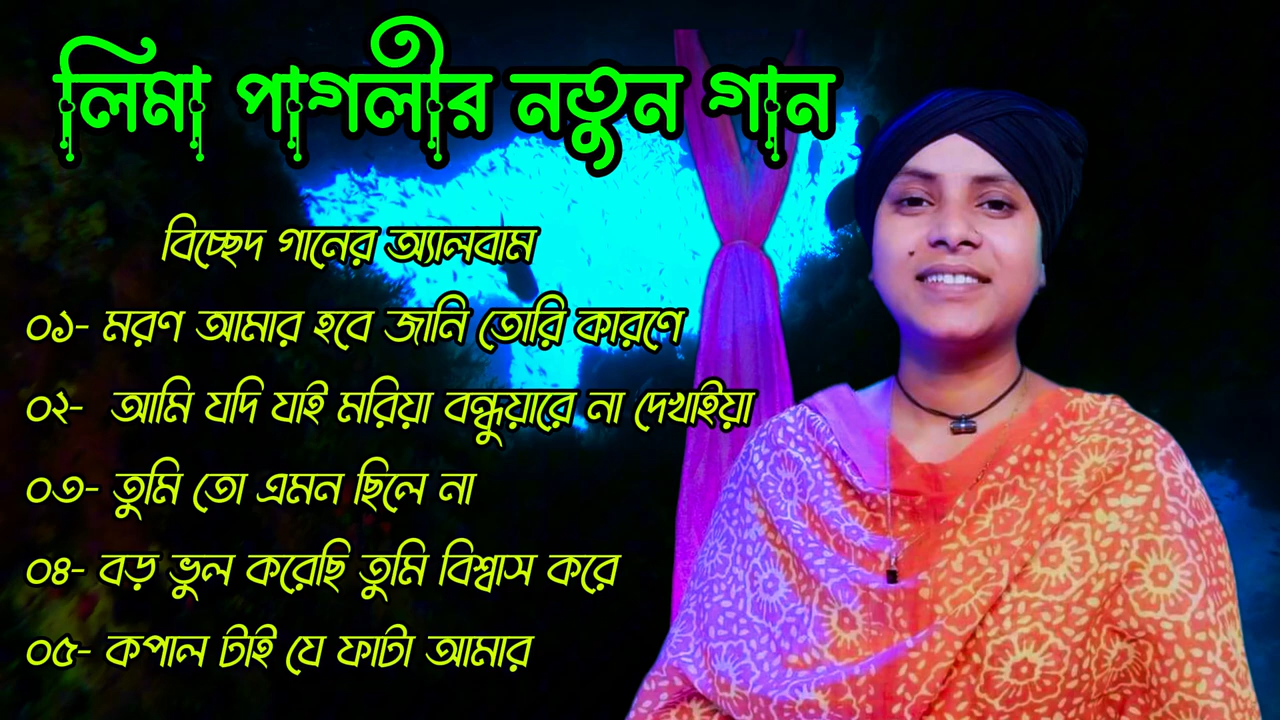 লিমা পাগলীর নতুন গান
বিচ্ছেদ গানের অ্যালবাম
০১- মরণ আমার হবে জানি তোরি কারণে
০২- আমি যদি যাই মরিয়া বন্ধুয়ারে না দেখাইয়া
০৩- তুমি তো এমন ছিলে না
০৪- বড় ভুল করেছি তুমি বিশ্বাস করে
০৫- কপাল টাই যে ফাটা আমার